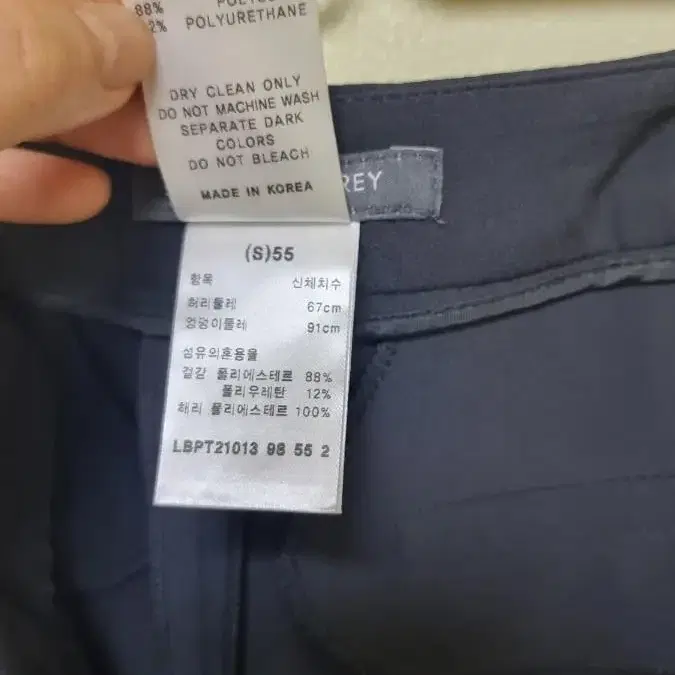 88%
2% POLYURETHANE
DRY CLEAN ONLY
DO NOT MACHINE WASH
SEPARATE DARK
COLORS
DO NOT BLEACH
MADE IN KOREA
REY
(S)55
항목 신체치수
허리둘레 67cm
엉덩이둘레 91cm
섬유의혼용율
겉감 폴리에스테르 88%
폴리우레탄 12%
배리 폴리에스테르 100%
LBPT21013 98 55 2